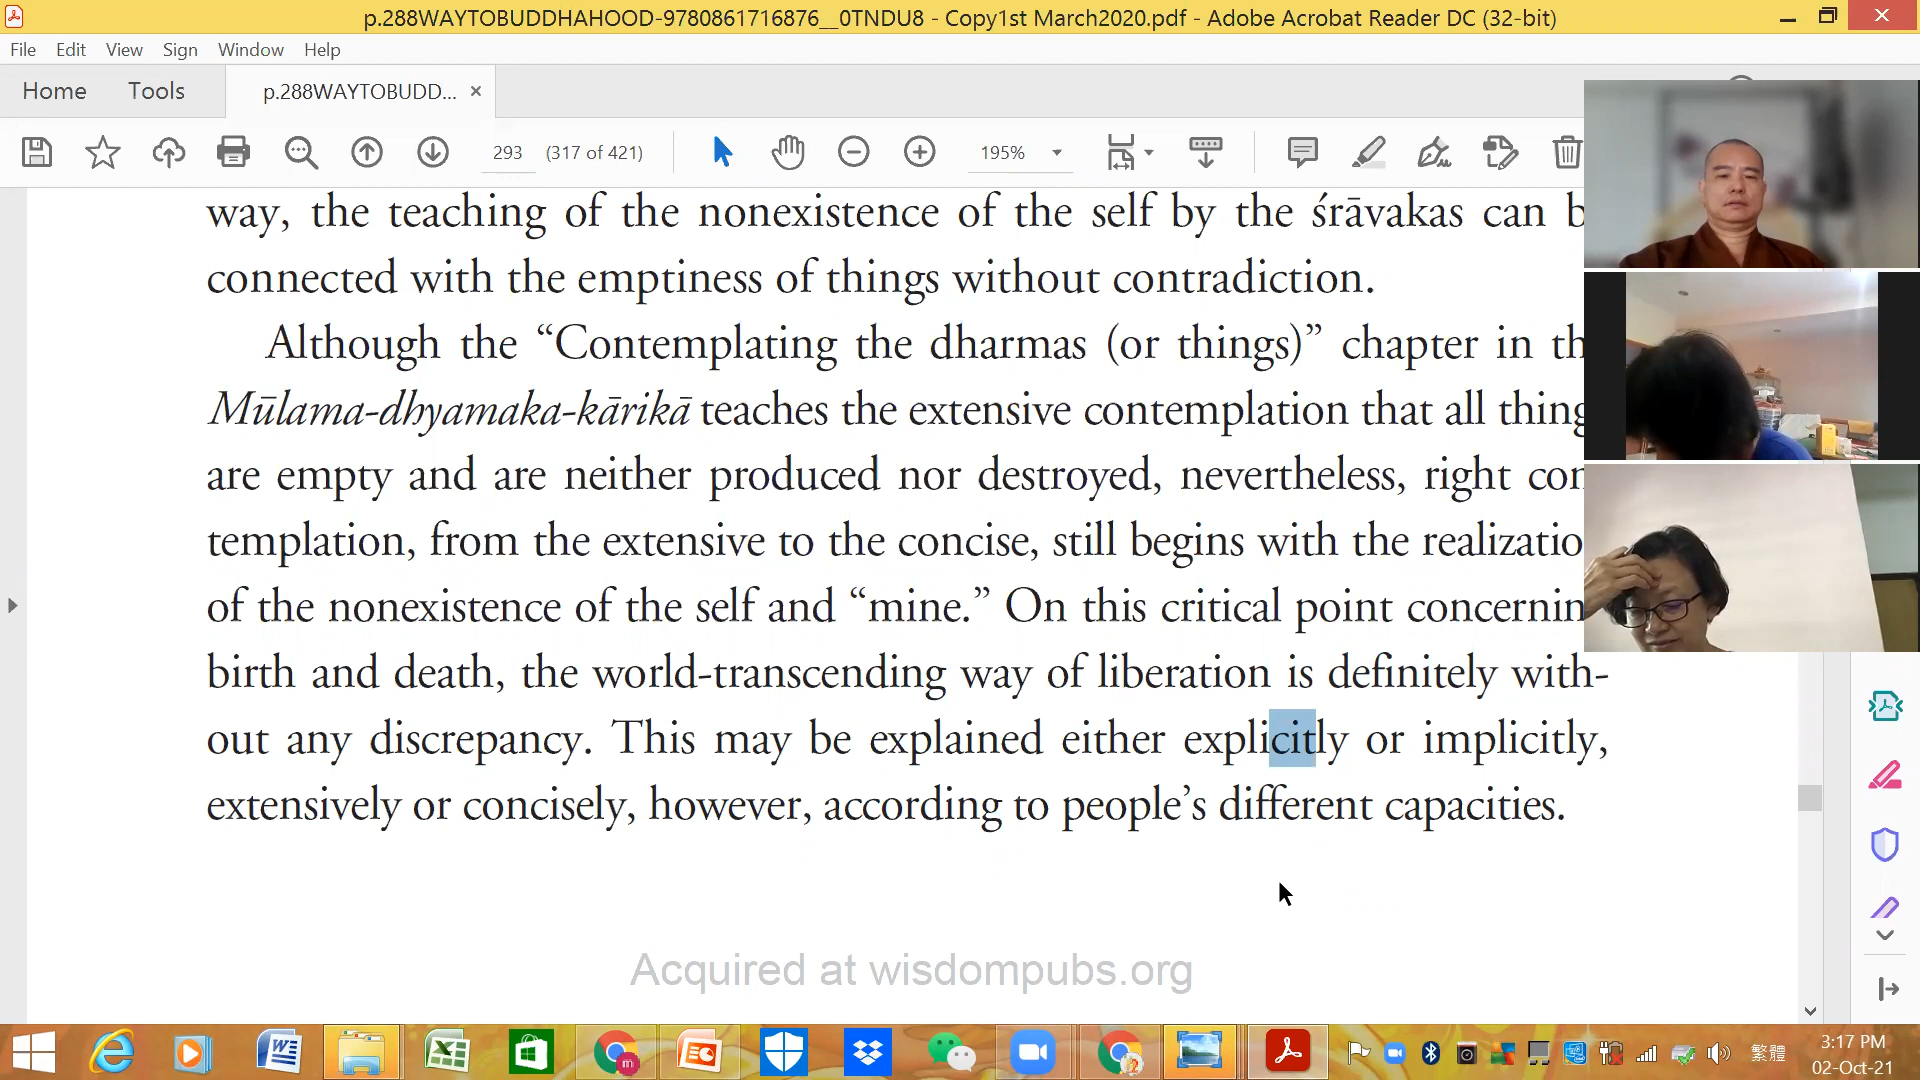 p.288WAYTOBUDDHAHOOD-9780861716876__0TNDU8 - Copy1st March2020.pdf - Adobe Acrobat Reader DC (32-bit)
File Edit View Sign Window Help
Home Tools p.288WAYTOBUDD... ×
293 (317 of 421) 195%
way, the teaching of the nonexistence of the self by the śrāvakas can b
connected with the emptiness of things without contradiction.
Although the “Contemplating the dharmas (or things)” chapter in th
Mūlama-dhyamaka-kārikā teaches the extensive contemplation that all thing
are empty and are neither produced nor destroyed, nevertheless, right con
templation, from the extensive to the concise, still begins with the realizatio
of the nonexistence of the self and “mine.” On this critical point concernin
birth and death, the world-transcending way of liberation is definitely with-
out any discrepancy. This may be explained either explicitly or implicitly,
extensively or concisely, however, according to people’s different capacities.
Acquired at wisdompubs.org
繁體
3:17 PM
02-Oct-21